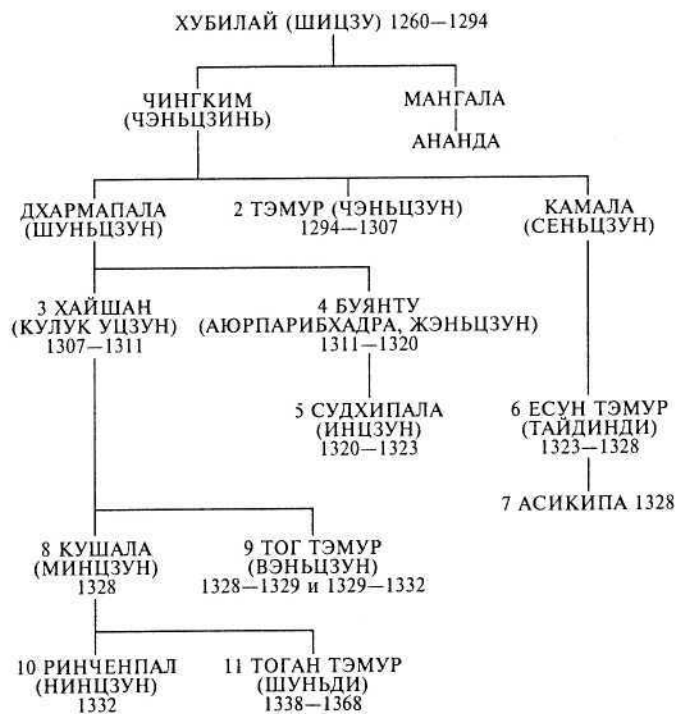 ХУБИЛАЙ (ШИЦЗУ) 1260—1294
ЧИНГКИМ
(ЧЭНЬЦЗИНЬ)
МАНГАЛА
АНАНДА
ДХАРМАПАЛА
(ШУНЬЦЗУН)
2 ТЭМУР (ЧЭНЬЦЗУН)
1294—1307
КАМАЛА
(СЕНЬЦЗУН)
3 ХАЙШАН
(КУЛУК УЦЗУН)
1307—1311
4 БУЯНТУ
(АЮРПАРИБХАДРА, ЖЭНЬЦЗУН)
1311—1320
5 СУДХИПАЛА
(ИНЦЗУН)
1320—1323
6 ЕСУН ТЭМУР
(ТАЙДИНДИ)
1323—1328
7 АСИКИПА 1328
8 КУШАЛА
(МИНЦЗУН)
1328
9 ТОГ ТЭМУР
(ВЭНЬЦЗУН)
1328—1329 и 1329—1332
10 РИНЧЕНПАЛ
(НИНЦЗУН)
1332
11 ТОГАН ТЭМУР
(ШУНЬДИ)
1338—1368